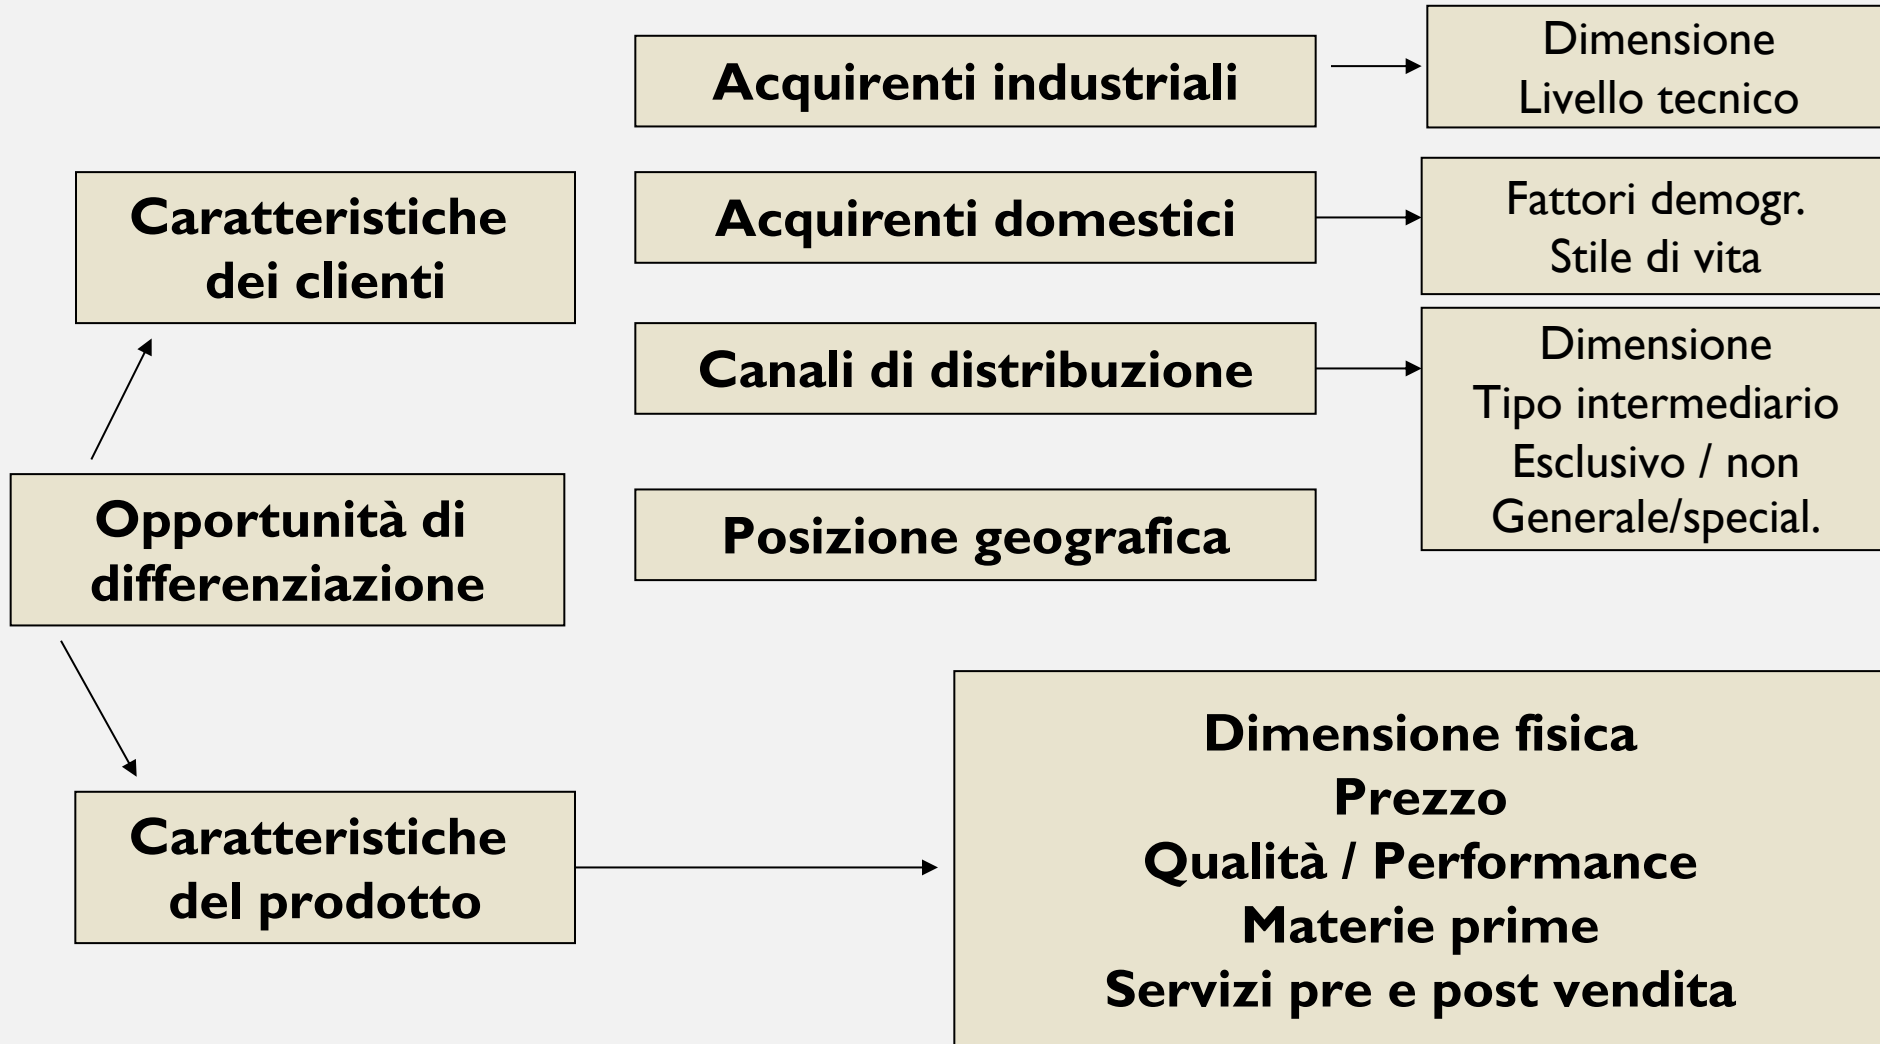 Acquirenti industriali
Dimensione
Livello tecnico
Caratteristiche
dei clienti
Acquirenti domestici
Fattori demogr.
Stile di vita
Canali di distribuzione
Dimensione
Tipo intermediario
Esclusivo / non
Generale/special.
Opportunità di
differenziazione
Posizione geografica
Caratteristiche
del prodotto
Dimensione fisica
Prezzo
Qualità / Performance
Materie prime
Servizi pre e post vendita